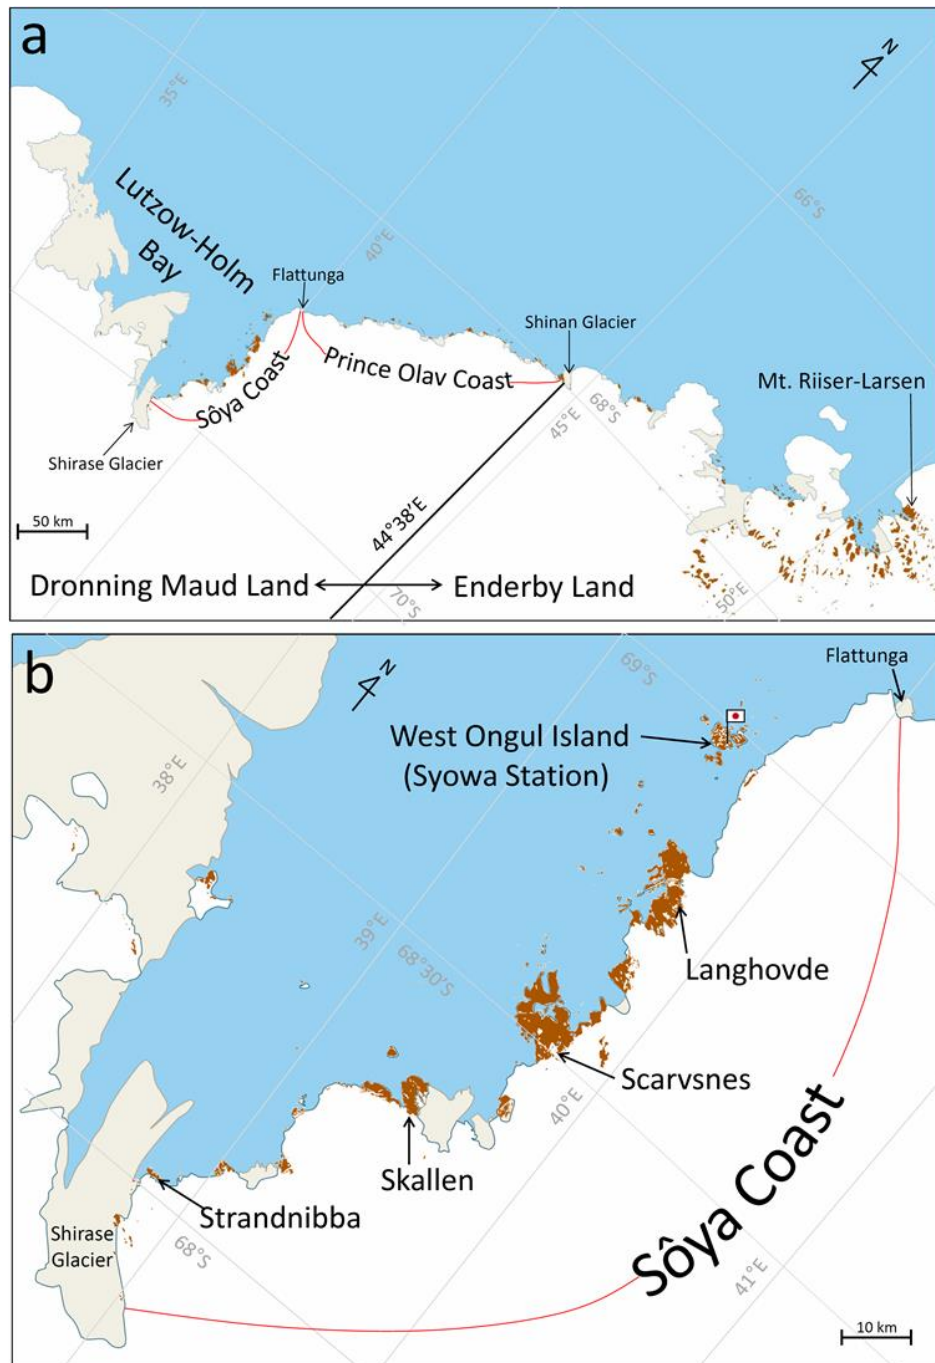 a
N
35°E
66°S
Lutzow-Holm
Bay
40°E
Flattunga
Shinan Glacier
Prince Olav Coast
Mt. Riiser-Larsen
Sôya Coast
68°S
45°E
Shirase Glacier
50 km
44°38’E
Dronning Maud Land
Enderby Land
70°S
50°E
b
N
Flattunga
69°S
West Ongul Island
(Syowa Station)
38°E
39°E
68°30’S
Langhovde
Scarvsnes
40°E
Skallen
Strandnibba
Shirase
Glacier
68°S
Sôya Coast
41°E
10 km